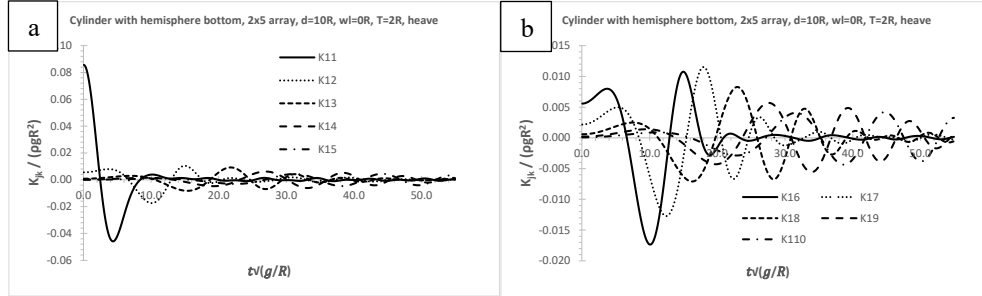 a
Cylinder with hemisphere bottom, 2x5 array, d=10R, wl=0R, T=2R, heave
0.10
0.08
0.06
0.04
0.02
0.00
-0.02
-0.04
-0.06
0.0 10.0 20.0 30.0 40.0 50.0
K11
K12
K13
K14
K15
Kjk / (ρgR²)
t√(g/R)
b
Cylinder with hemisphere bottom, 2x5 array, d=10R, wl=0R, T=2R, heave
0.015
0.010
0.005
0.000
-0.005
-0.010
-0.015
-0.020
0.0 10.0 20.0 30.0 40.0 50.0
K16 K17
K18 K19
K110
Kjk / (ρgR²)
t√(g/R)